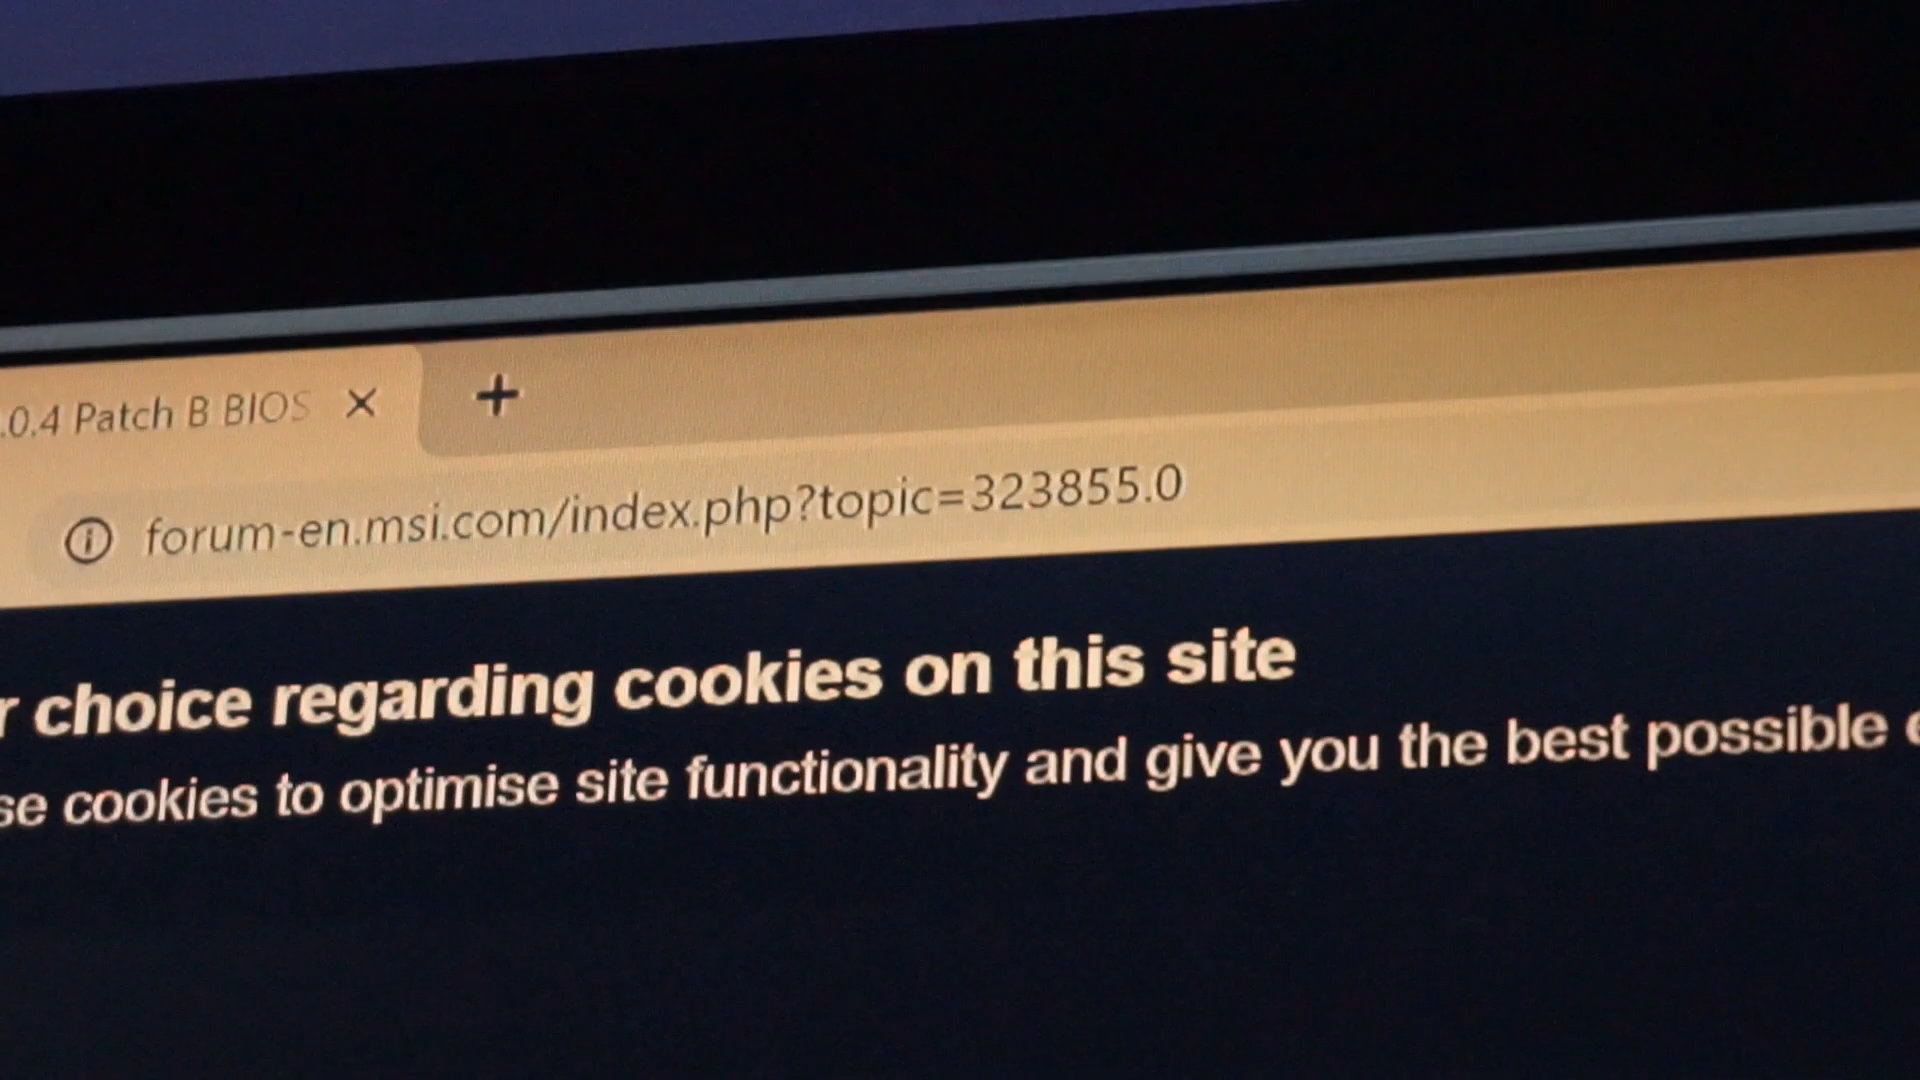 .0.4 Patch B BIOS
forum-en.msi.com/index.php?topic=323855.0
r choice regarding cookies on this site
se cookies to optimise site functionality and give you the best possible